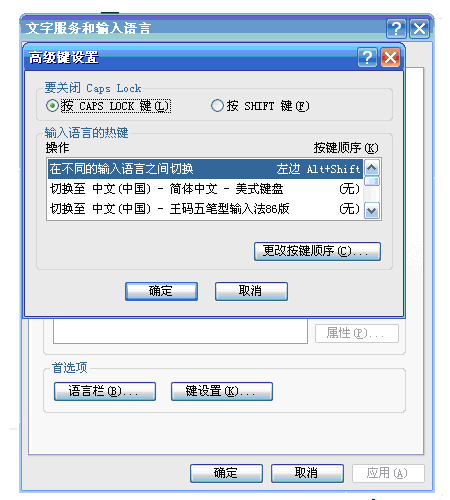 文字服务和输入语言
高级键设置
要关闭 Caps Lock
按 CAPS LOCK 键(L)
按 SHIFT 键(F)
输入语言的热键
操作
按键顺序(K)
在不同的输入语言之间切换 左边 Alt+Shift
切换至 中文(中国) - 简体中文 - 美式键盘 (无)
切换至 中文(中国) - 王码五笔型输入法86版 (无)
更改按键顺序(C)...
确定
取消
属性(P)...
首选项
语言栏(B)...
键设置(K)...
确定
取消
应用(A)